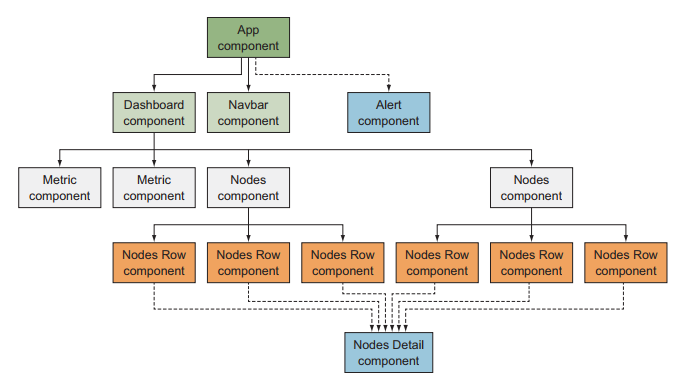 App
component
Dashboard
component
Navbar
component
Alert
component
Metric
component
Metric
component
Nodes
component
Nodes
component
Nodes Row
component
Nodes Row
component
Nodes Row
component
Nodes Row
component
Nodes Row
component
Nodes Row
component
Nodes Detail
component